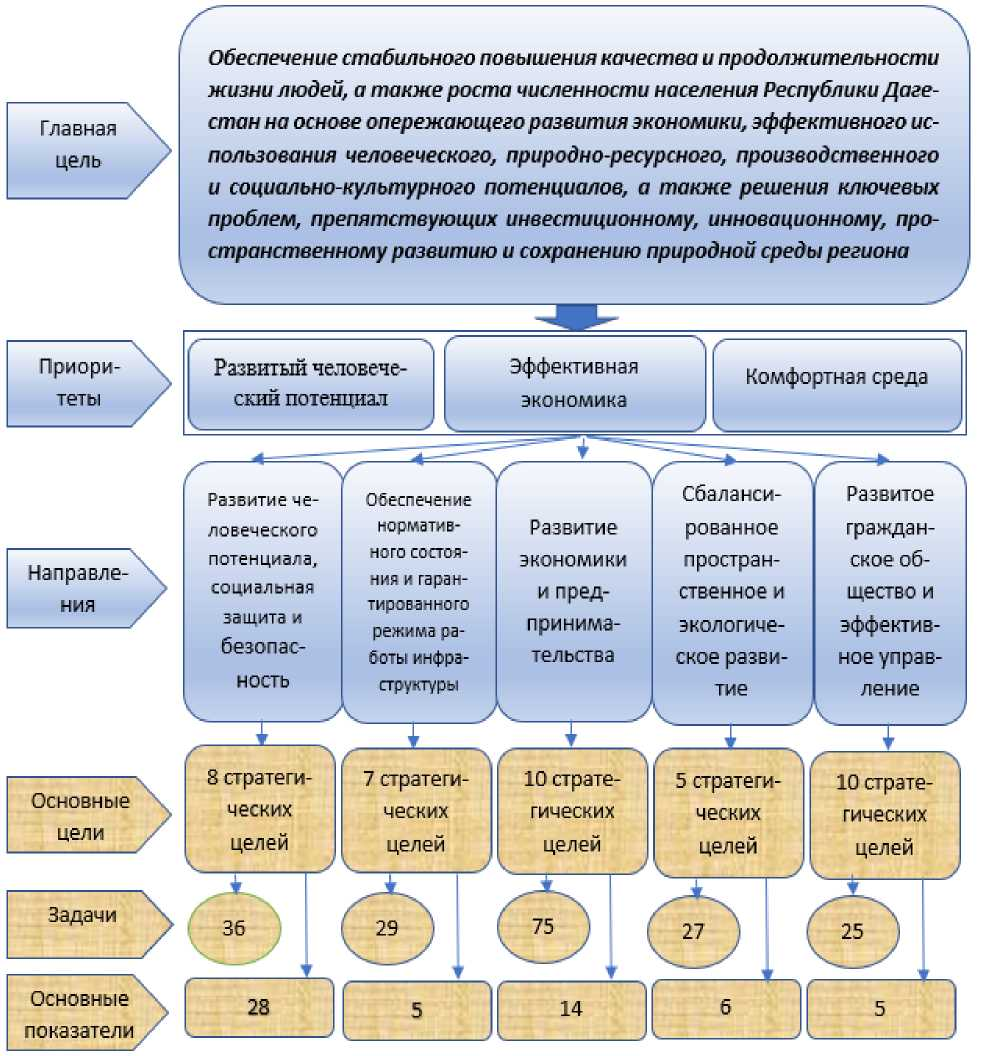 Главная
цель
Обеспечение стабильного повышения качества и продолжительности
жизни людей, а также роста численности населения Республики Даге-
стан на основе опережающего развития экономики, эффективного ис-
пользования человеческого, природно-ресурсного, производственного
и социально-культурного потенциалов, а также решения ключевых
проблем, препятствующих инвестиционному, инновационному, про-
странственному развитию и сохранению природной среды региона
Приори-
теты
Развитый человече-
ский потенциал
Эффективная
экономика
Комфортная среда
Направле-
ния
Развитие че-
ловеческого
потенциала,
социальная
защита и
безопас-
ность
Обеспечение
норматив-
ного состоя-
ния и гаран-
тированного
режима ра-
боты инфра-
структуры
Развитие
экономики
и пред-
принима-
тельства
Сбаланси-
рованное
простран-
ственное и
экологиче-
ское разви-
тие
Развитое
граждан-
ское об-
щество и
эффектив-
ное управ-
ление
Основные
цели
8 стратеги-
ческих
целей
7 стратеги-
ческих
целей
10 страте-
гических
целей
5 стратеги-
ческих
целей
10 страте-
гических
целей
Задачи
36
29
75
27
25
Основные
показатели
28
5
14
6
5